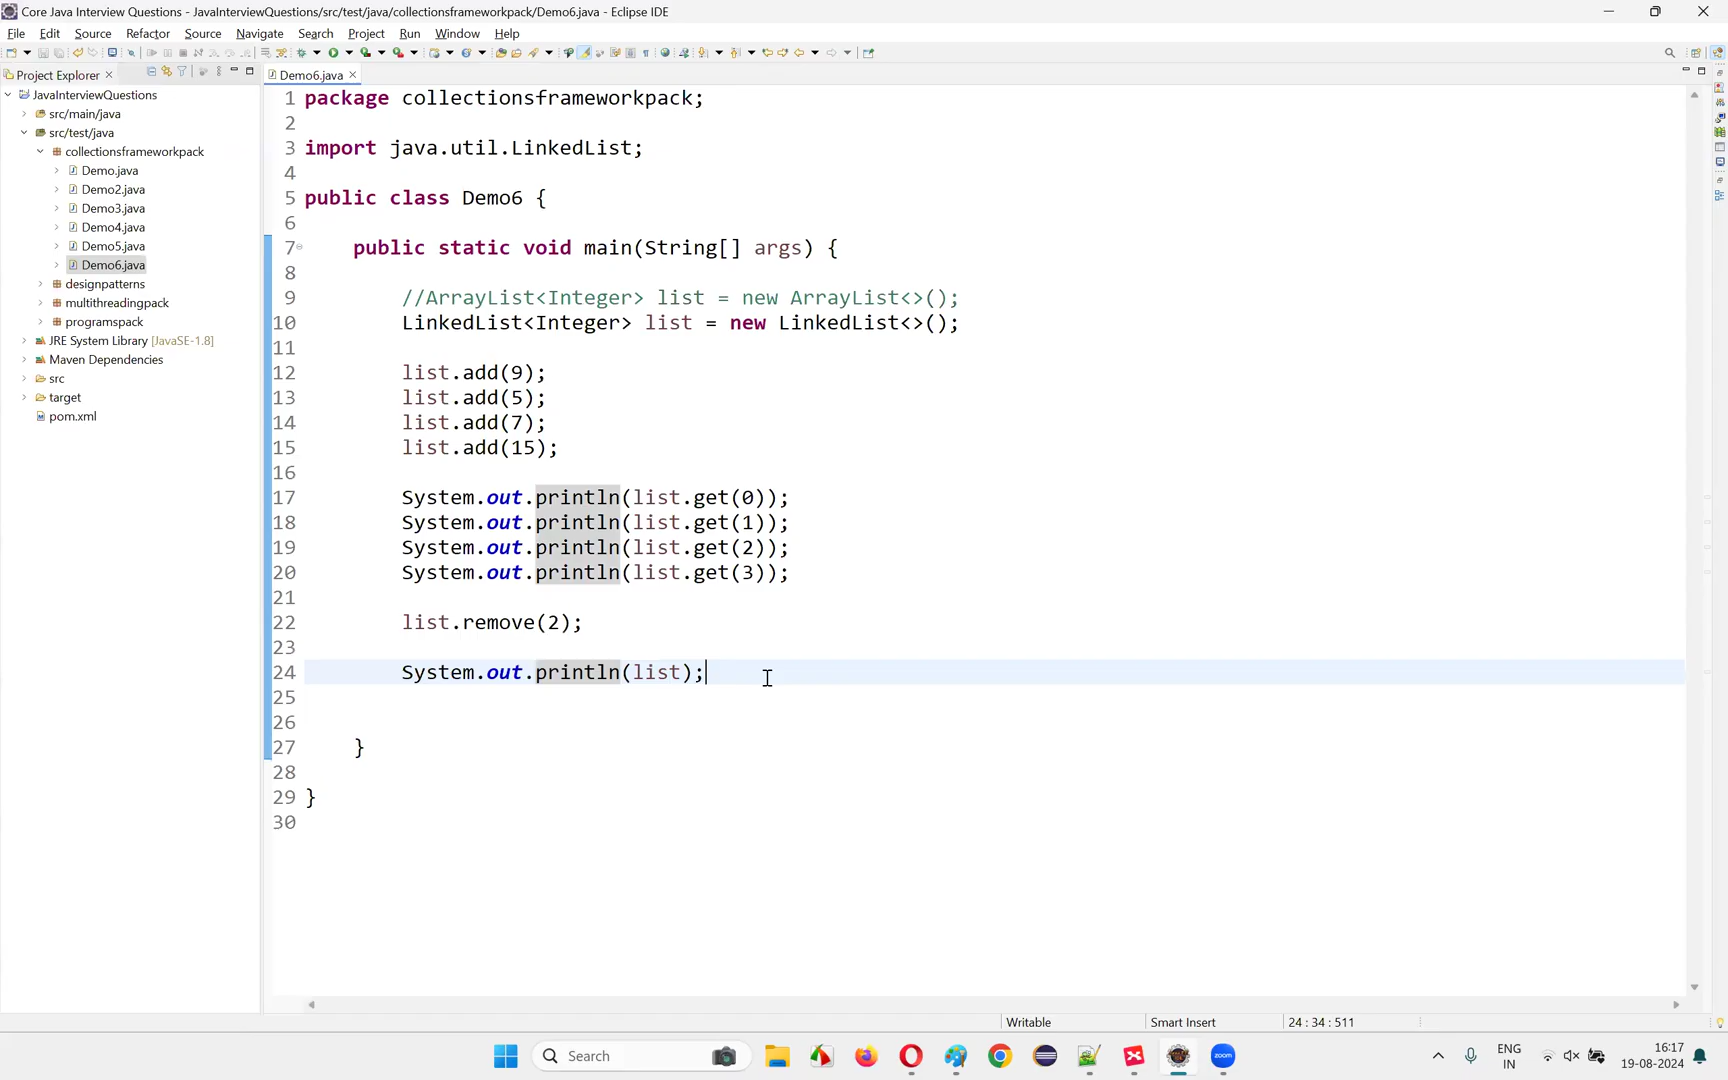 Core Java Interview Questions - JavaInterviewQuestions/src/test/java/collectionsframeworkpack/Demo6.java - Eclipse IDE
File Edit Source Refactor Source Navigate Search Project Run Window Help
Project Explorer
Demo6.java
JavaInterviewQuestions
src/main/java
src/test/java
collectionsframeworkpack
Demo.java
Demo2.java
Demo3.java
Demo4.java
Demo5.java
Demo6.java
designpatterns
multithreadingpack
programspack
JRE System Library [JavaSE-1.8]
Maven Dependencies
src
target
pom.xml
1 package collectionsframeworkpack;
2
3 import java.util.LinkedList;
4
5 public class Demo6 {
6
7 public static void main(String[] args) {
8
9 //ArrayList<Integer> list = new ArrayList<>();
10 LinkedList<Integer> list = new LinkedList<>();
11
12 list.add(9);
13 list.add(5);
14 list.add(7);
15 list.add(15);
16
17 System.out.println(list.get(0));
18 System.out.println(list.get(1));
19 System.out.println(list.get(2));
20 System.out.println(list.get(3));
21
22 list.remove(2);
23
24 System.out.println(list);
25
26
27 }
28
29 }
30
Writable Smart Insert 24 : 34 : 511
Search
zoom
ENG
IN
16:17
19-08-2024